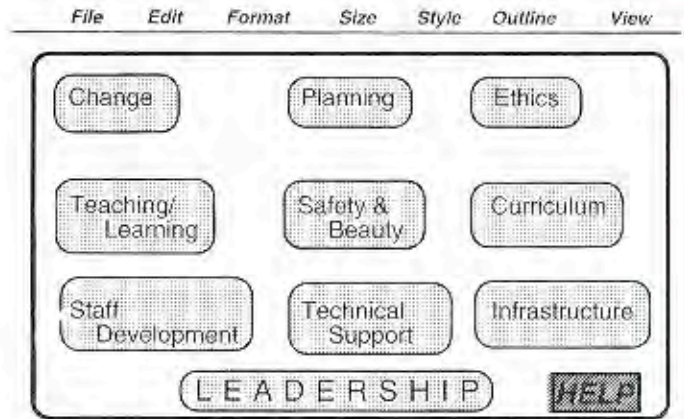 File Edit Format Size Style Outline View
Change Planning Ethics
Teaching/ Safety & Curriculum
Learning Beauty
Staff Technical Infrastructure
Development Support
LEADERSHIP HELP